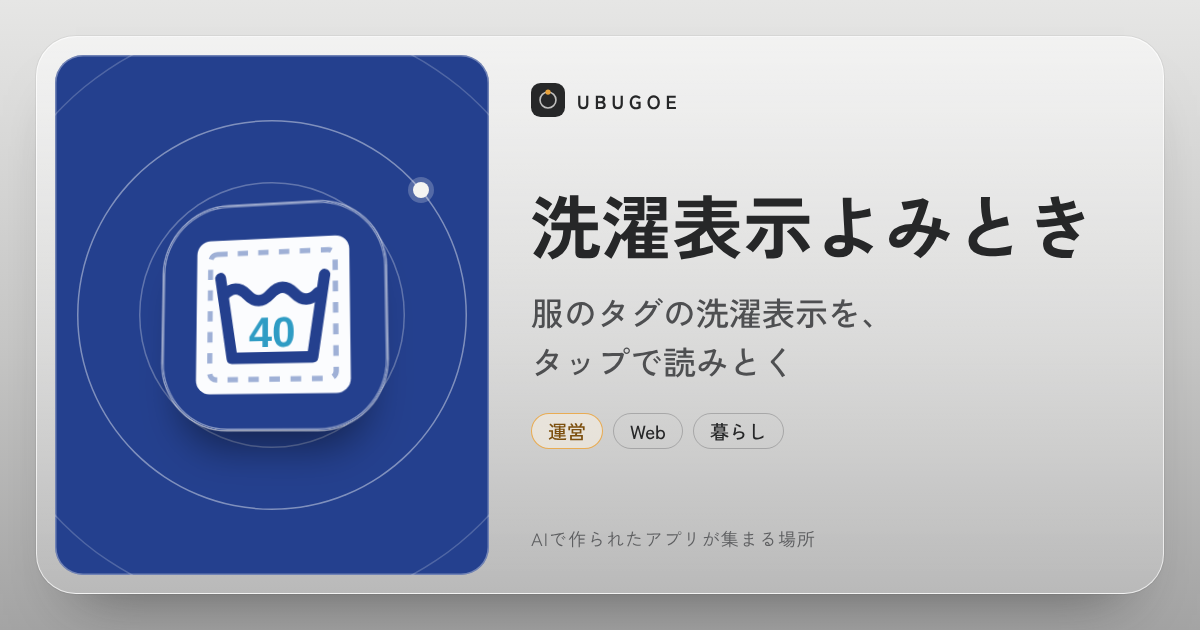 40
UBUGOE
洗濯表示よみとき
服のタグの洗濯表示を、
タップで読みとく
運営 Web 暮らし
AIで作られたアプリが集まる場所